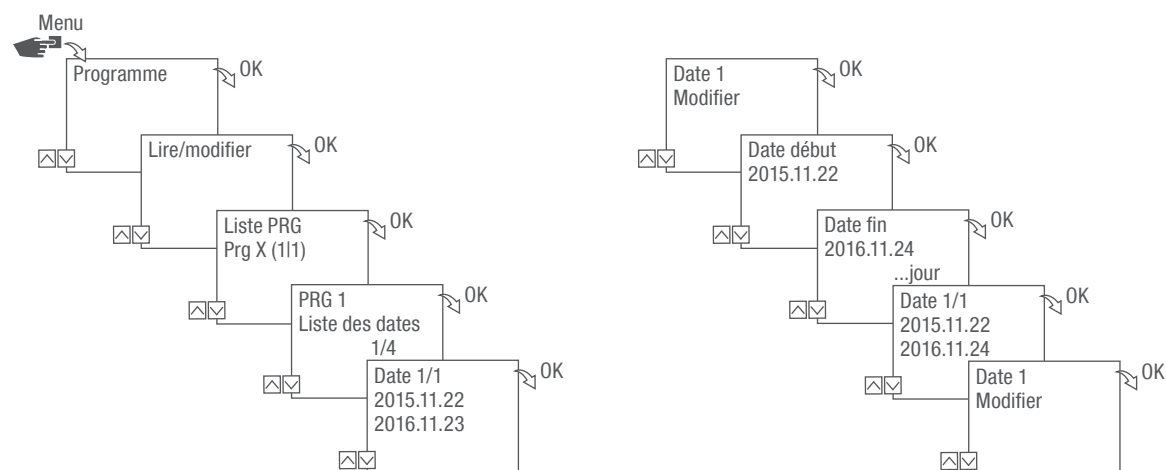 Menu
Programme
OK
Lire/modifier
OK
Liste PRG
Prg X (1|1)
OK
PRG 1
Liste des dates
1/4
OK
Date 1/1
2015.11.22
2016.11.23
OK
Date 1
Modifier
OK
Date début
2015.11.22
OK
Date fin
2016.11.24
...jour
OK
Date 1/1
2015.11.22
2016.11.24
OK
Date 1
Modifier
OK